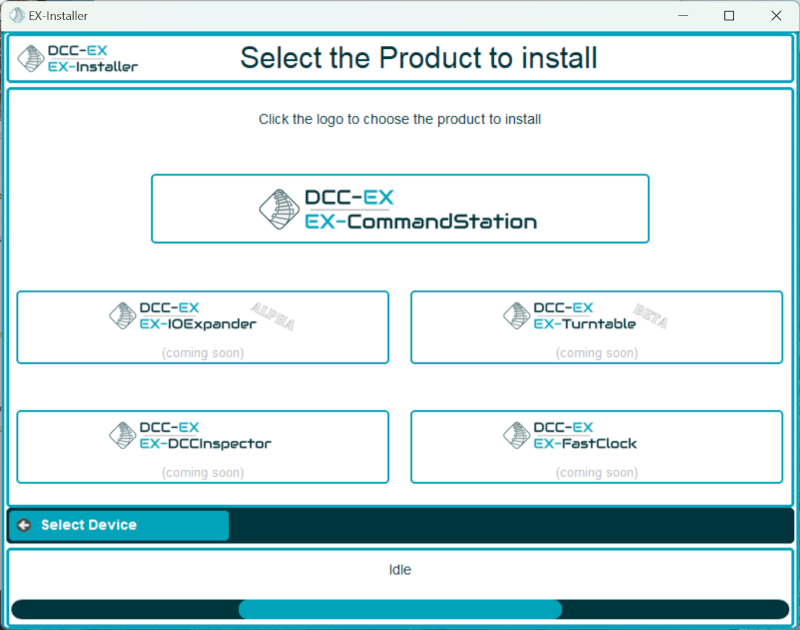 EX-Installer
DCC-EX
EX-Installer
Select the Product to install
Click the logo to choose the product to install
DCC-EX
EX-CommandStation
DCC-EX
EX-IOExpander
ALPHA
(coming soon)
DCC-EX
EX-Turntable
BETA
(coming soon)
DCC-EX
EX-DCCInspector
(coming soon)
DCC-EX
EX-FastClock
(coming soon)
Select Device
Idle